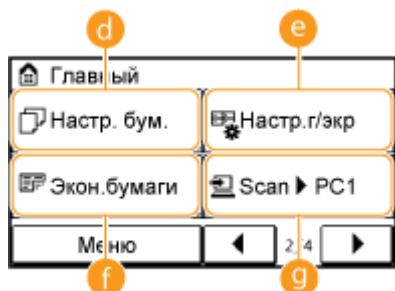 d e
Главный
Настр. бум. Настр.г/экр
Экон.бумаги Scan ▶ PC1
Меню ◀ 2/4 ▶
f g